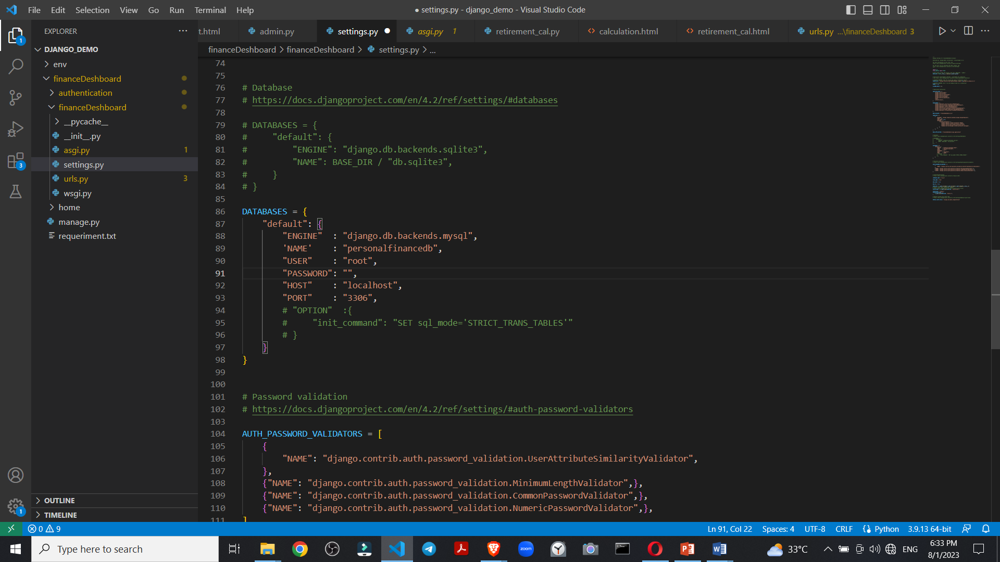 File Edit Selection View Go Run Terminal Help
● settings.py - django_demo - Visual Studio Code
EXPLORER
t.html
admin.py
settings.py
asgi.py 1
retirement_cal.py
calculation.html
retirement_cal.html
urls.py ...\financeDeshboard 3
financeDeshboard > financeDeshboard > settings.py > ...
DJANGO_DEMO
env
financeDeshboard
authentication
financeDeshboard
__pycache__
__init__.py
asgi.py 1
settings.py
urls.py 3
wsgi.py
home
manage.py
requeriment.txt
OUTLINE
TIMELINE
1
3
1
74
75
76 # Database
77 # https://docs.djangoproject.com/en/4.2/ref/settings/#databases
78
79 # DATABASES = {
80 #     "default": {
81 #         "ENGINE": "django.db.backends.sqlite3",
82 #         "NAME": BASE_DIR / "db.sqlite3",
83 #     }
84 # }
85
86 DATABASES = {
87     "default": {
88         "ENGINE"  : "django.db.backends.mysql",
89         'NAME'    : "personalfinancedb",
90         "USER"    : "root",
91         "PASSWORD": "",
92         "HOST"    : "localhost",
93         "PORT"    : "3306",
94         # "OPTION"  :{
95         #     "init_command": "SET sql_mode='STRICT_TRANS_TABLES'"
96         # }
97     }
98 }
99
100
101 # Password validation
102 # https://docs.djangoproject.com/en/4.2/ref/settings/#auth-password-validators
103
104 AUTH_PASSWORD_VALIDATORS = [
105     {
106         "NAME": "django.contrib.auth.password_validation.UserAttributeSimilarityValidator",
107     },
108     {"NAME": "django.contrib.auth.password_validation.MinimumLengthValidator",},
109     {"NAME": "django.contrib.auth.password_validation.CommonPasswordValidator",},
110     {"NAME": "django.contrib.auth.password_validation.NumericPasswordValidator",},
111 ]
0 9
Ln 91, Col 22 Spaces: 4 UTF-8 CRLF Python 3.9.13 64-bit
Type here to search
zoom
33°C
ENG
6:33 PM
8/1/2023